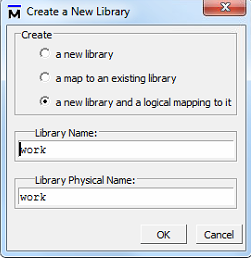 Create a New Library
Create
a new library
a map to an existing library
a new library and a logical mapping to it
Library Name:
work
Library Physical Name:
work
OK
Cancel